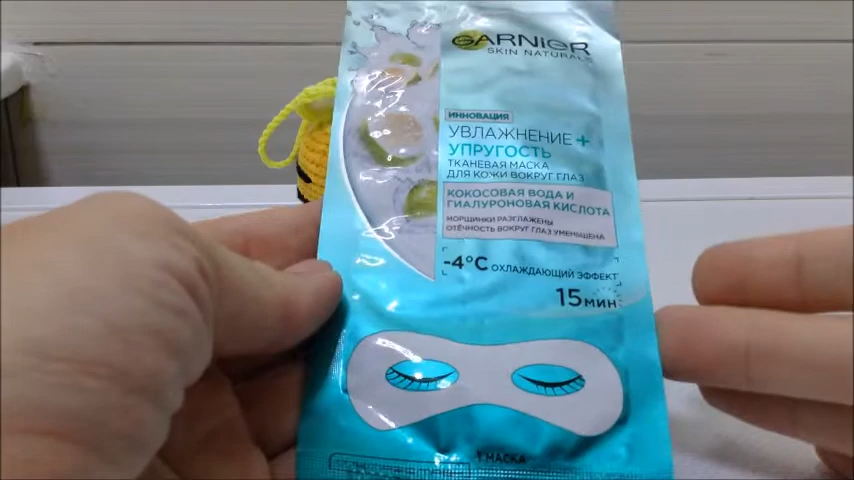 GARNIER
SKIN NATURALS
ИННОВАЦИЯ
УВЛАЖНЕНИЕ +
УПРУГОСТЬ
ТКАНЕВАЯ МАСКА
ДЛЯ КОЖИ ВОКРУГ ГЛАЗ
КОКОСОВАЯ ВОДА И
ГИАЛУРОНОВАЯ КИСЛОТА
МОРЩИНКИ РАЗГЛАЖЕНЫ
ОТЁЧНОСТЬ ВОКРУГ ГЛАЗ УМЕНЬШЕНА
-4°C ОХЛАЖДАЮЩИЙ ЭФФЕКТ
15 МИН
1 МАСКА